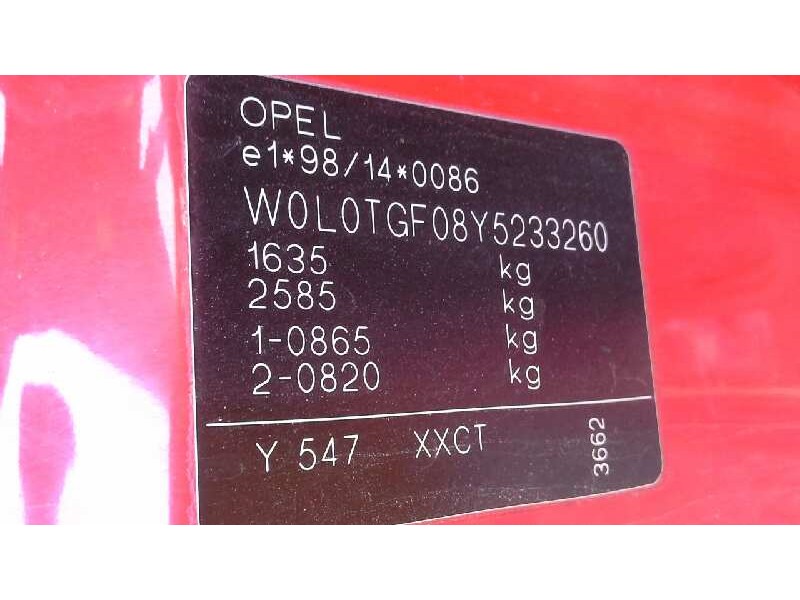 OPEL
e1*98/14*0086
W0L0TGF08Y5233260
1635 kg
2585 kg
1-0865 kg
2-0820 kg
Y 547 XXCT
3662